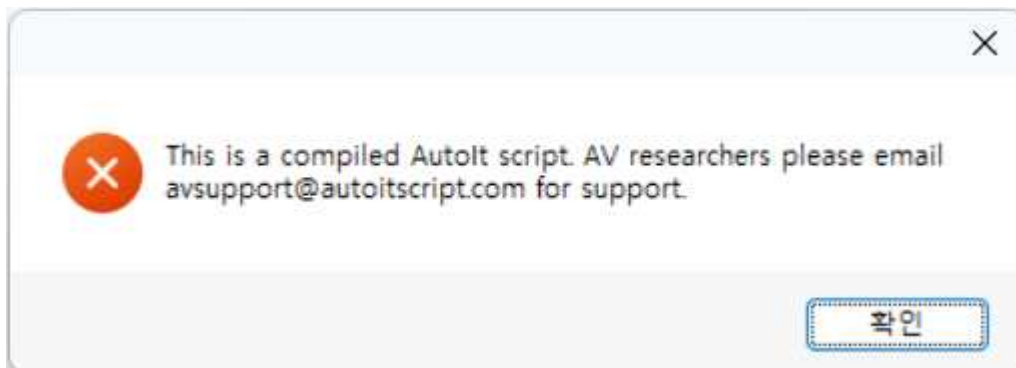 This is a compiled AutoIt script. AV researchers please email
avsupport@autoitscript.com for support.
확인